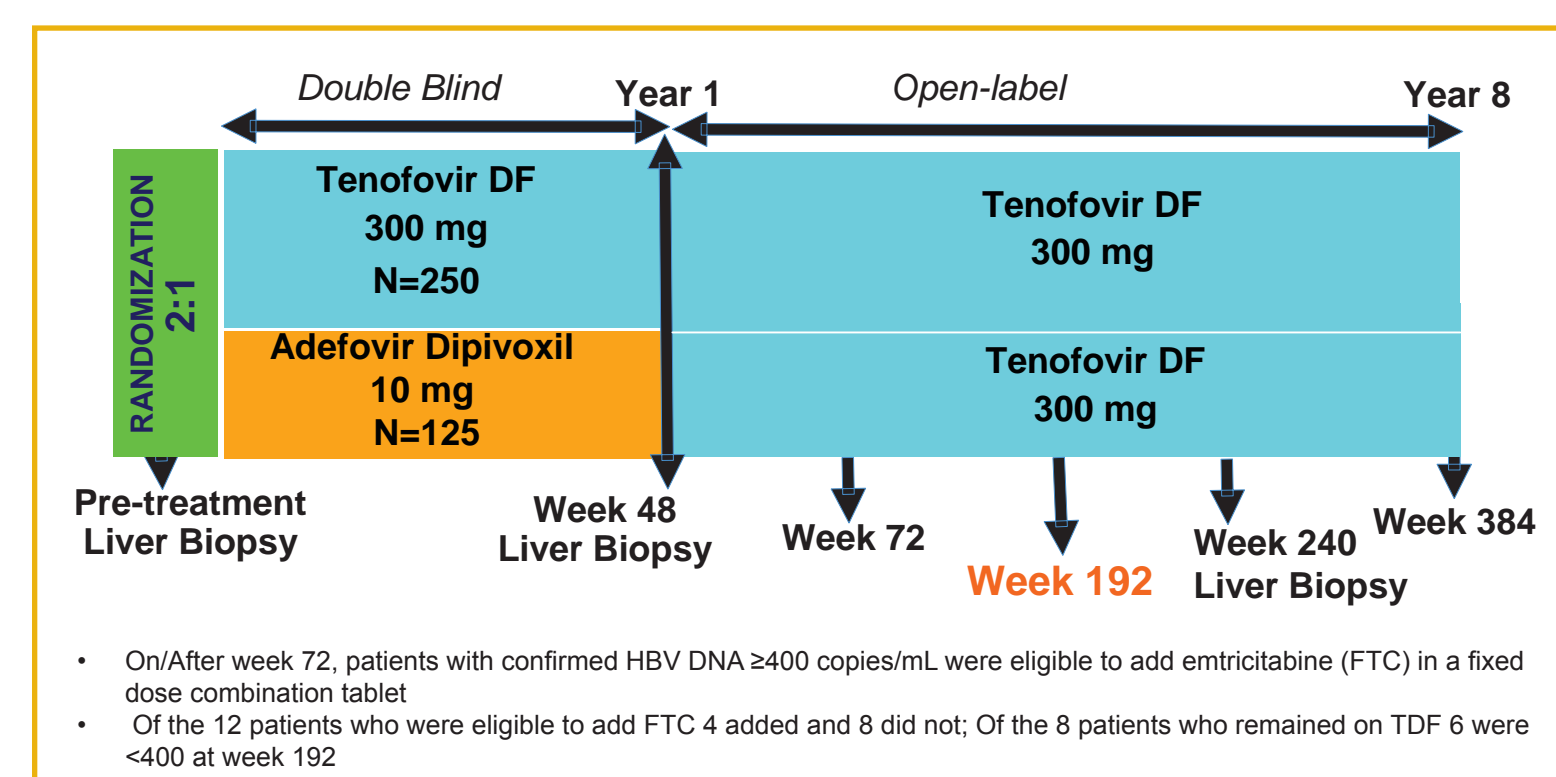 Double Blind
Year 1
Open-label
Year 8
RANDOMIZATION
2:1
Tenofovir DF
300 mg
N=250
Tenofovir DF
300 mg
Adefovir Dipivoxil
10 mg
N=125
Tenofovir DF
300 mg
Pre-treatment
Liver Biopsy
Week 48
Liver Biopsy
Week 72
Week 192
Week 240
Liver Biopsy
Week 384
• On/After week 72, patients with confirmed HBV DNA ≥400 copies/mL were eligible to add emtricitabine (FTC) in a fixed
dose combination tablet
• Of the 12 patients who were eligible to add FTC 4 added and 8 did not; Of the 8 patients who remained on TDF 6 were
<400 at week 192